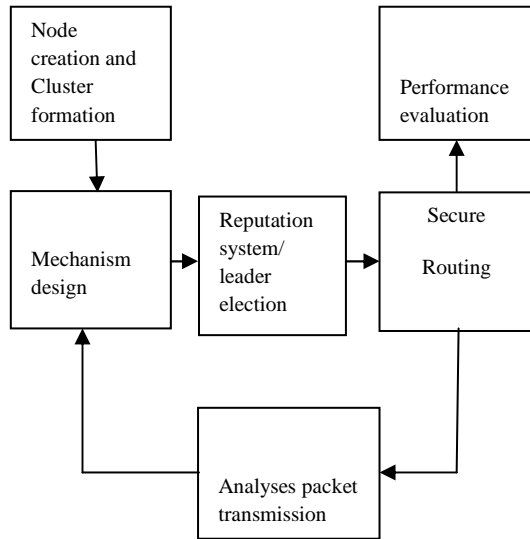 Node
creation and
Cluster
formation
Performance
evaluation
Mechanism
design
Reputation
system/
leader
election
Secure
Routing
Analyses packet
transmission